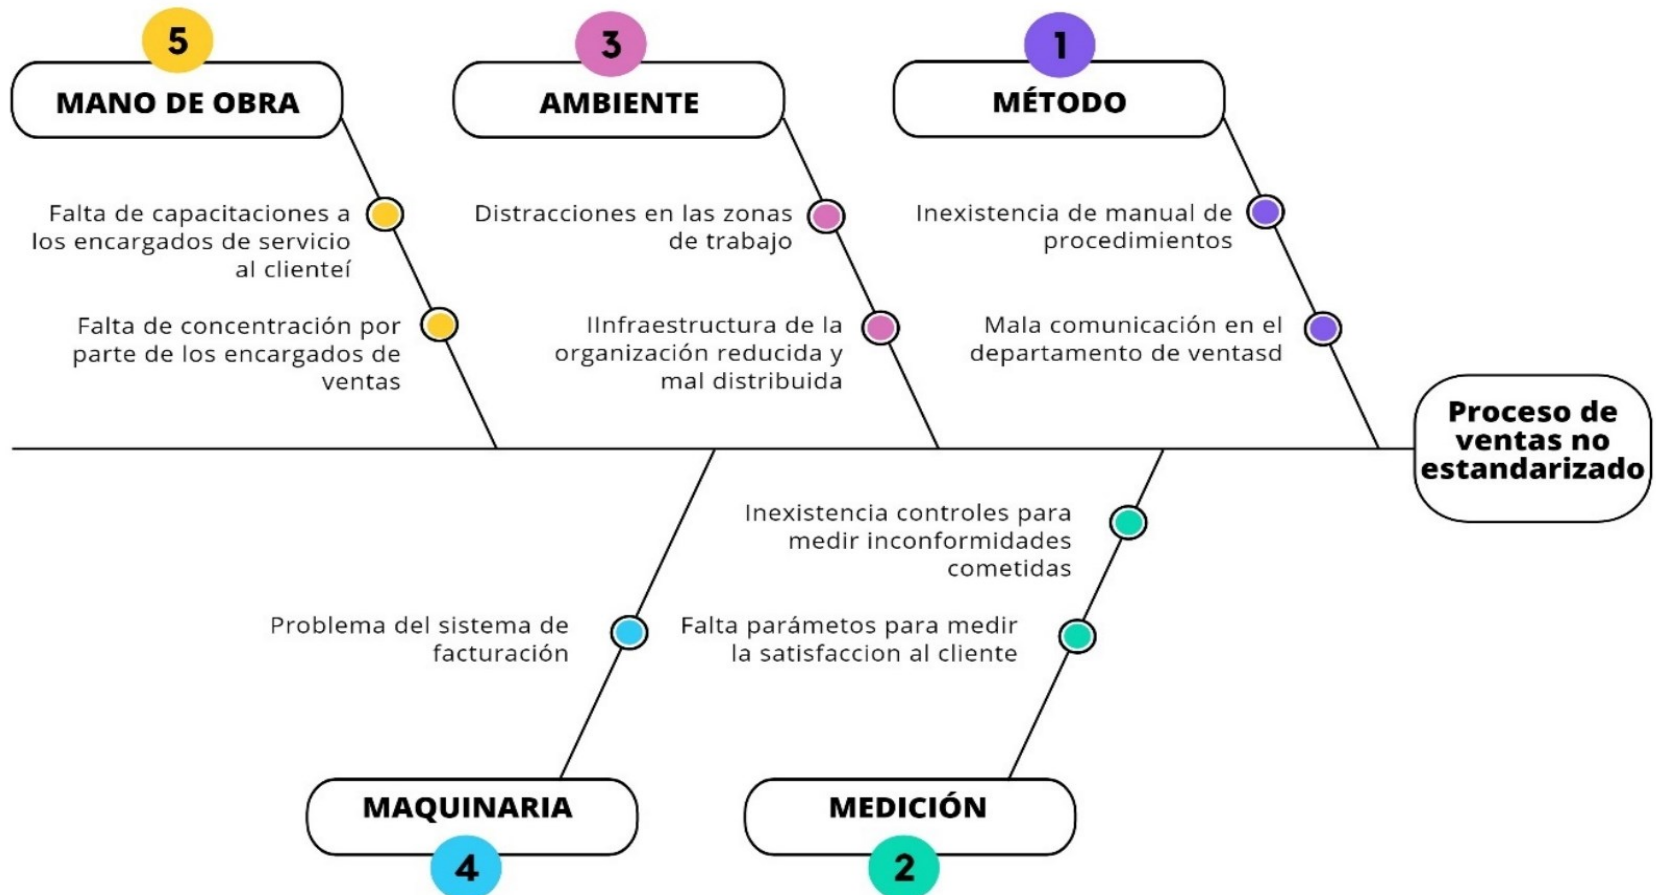 5
MANO DE OBRA
Falta de capacitaciones a
los encargados de servicio
al clienteí
Falta de concentración por
parte de los encargados de
ventas
3
AMBIENTE
Distracciones en las zonas
de trabajo
IInfraestructura de la
organización reducida y
mal distribuida
1
MÉTODO
Inexistencia de manual de
procedimientos
Mala comunicación en el
departamento de ventasd
Proceso de
ventas no
estandarizado
Problema del sistema de
facturación
MAQUINARIA
4
Inexistencia controles para
medir inconformidades
cometidas
Falta parámetos para medir
la satisfaccion al cliente
MEDICIÓN
2